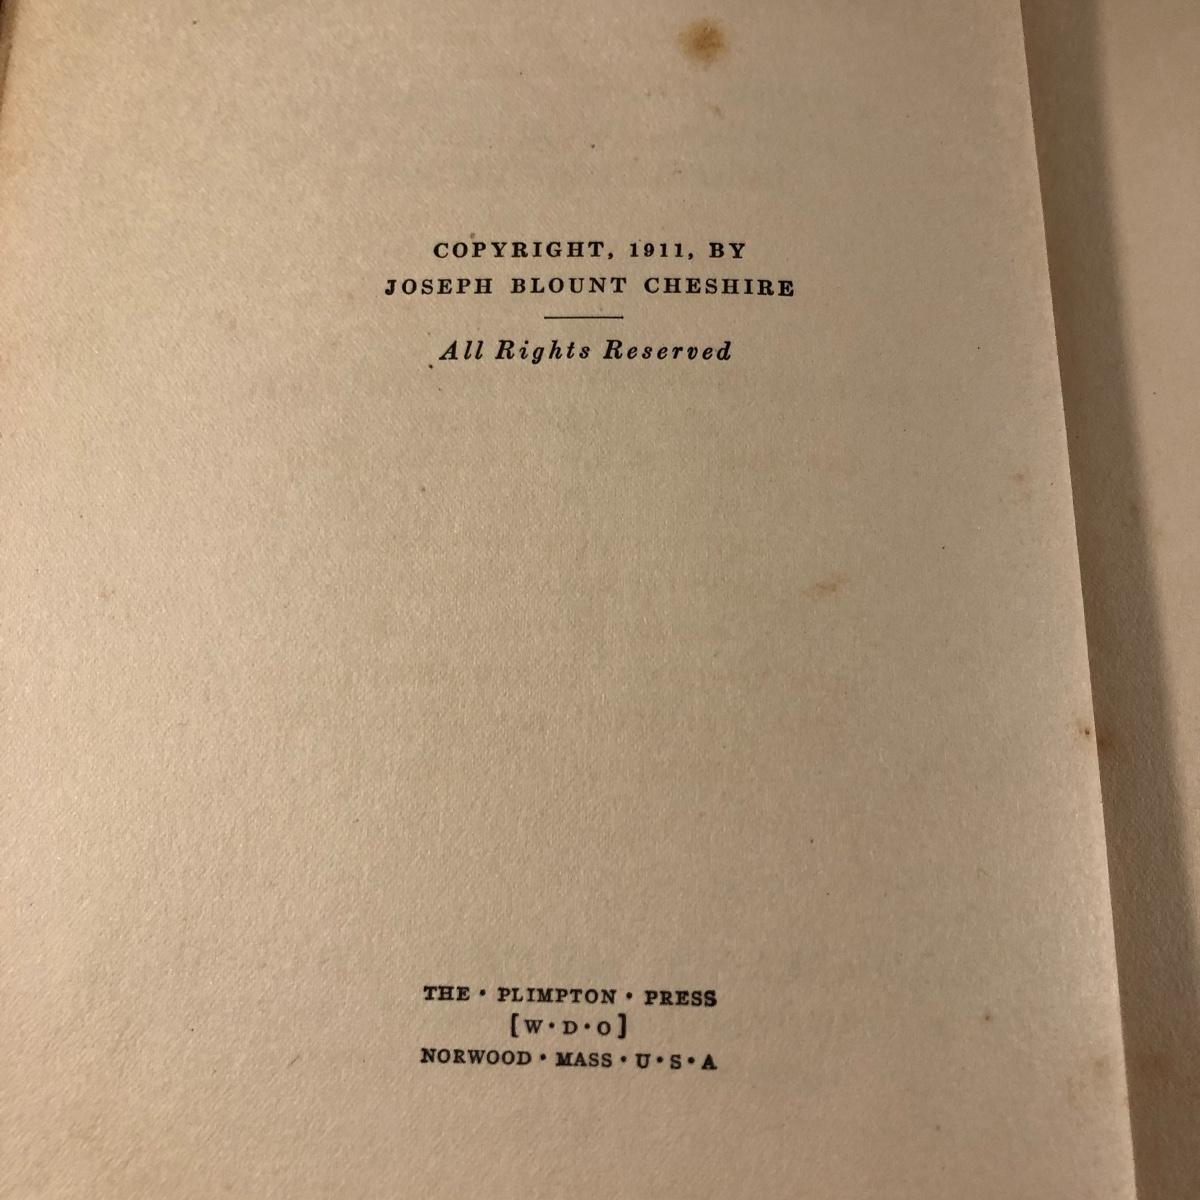 COPYRIGHT, 1911, BY
JOSEPH BLOUNT CHESHIRE
All Rights Reserved
THE · PLIMPTON · PRESS
[W·D·O]
NORWOOD · MASS · U·S·A